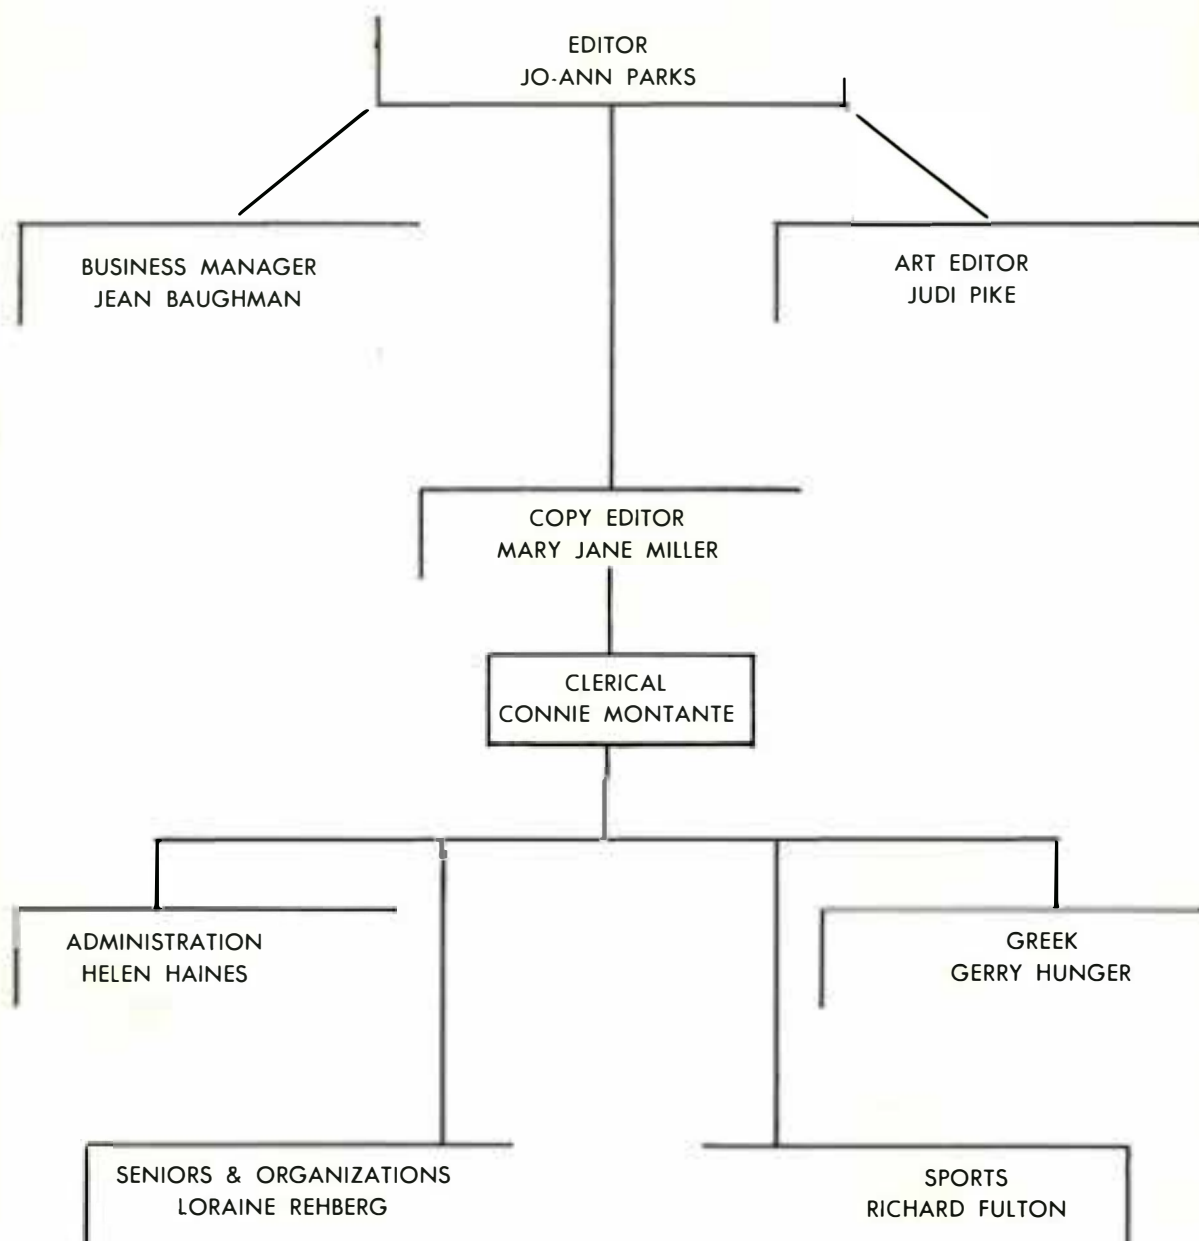 EDITOR
JO-ANN PARKS
BUSINESS MANAGER
JEAN BAUGHMAN
ART EDITOR
JUDI PIKE
COPY EDITOR
MARY JANE MILLER
CLERICAL
CONNIE MONTANTE
ADMINISTRATION
HELEN HAINES
GREEK
GERRY HUNGER
SENIORS & ORGANIZATIONS
LORAINE REHBERG
SPORTS
RICHARD FULTON